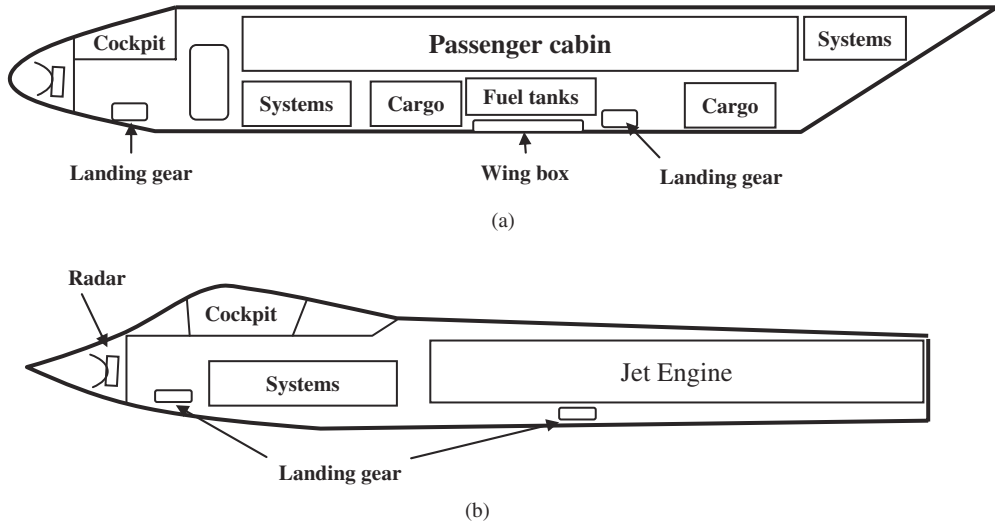 Cockpit
Passenger cabin
Systems
Systems
Cargo
Fuel tanks
Cargo
Landing gear
Wing box
Landing gear
(a)
Radar
Cockpit
Systems
Jet Engine
Landing gear
(b)